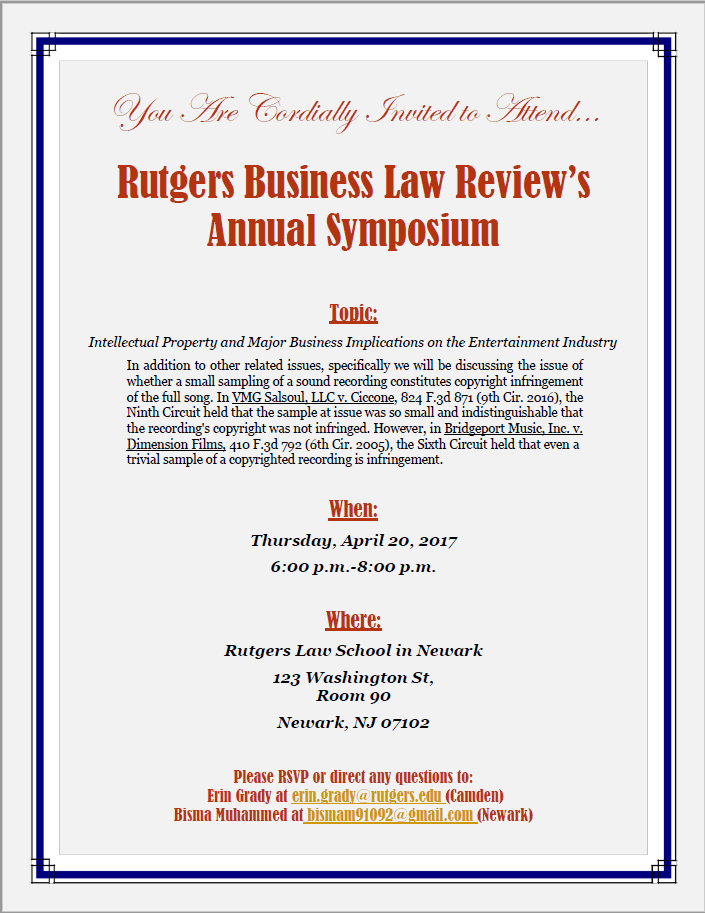 You Are Cordially Invited to Attend...
Rutgers Business Law Review’s
Annual Symposium
Topic:
Intellectual Property and Major Business Implications on the Entertainment Industry
In addition to other related issues, specifically we will be discussing the issue of
whether a small sampling of a sound recording constitutes copyright infringement
of the full song. In VMG Salsoul, LLC v. Ciccone, 824 F.3d 871 (9th Cir. 2016), the
Ninth Circuit held that the sample at issue was so small and indistinguishable that
the recording's copyright was not infringed. However, in Bridgeport Music, Inc. v.
Dimension Films, 410 F.3d 792 (6th Cir. 2005), the Sixth Circuit held that even a
trivial sample of a copyrighted recording is infringement.
When:
Thursday, April 20, 2017
6:00 p.m.-8:00 p.m.
Where:
Rutgers Law School in Newark
123 Washington St,
Room 90
Newark, NJ 07102
Please RSVP or direct any questions to:
Erin Grady at erin.grady@rutgers.edu (Camden)
Bisma Muhammed at bismam91092@gmail.com (Newark)